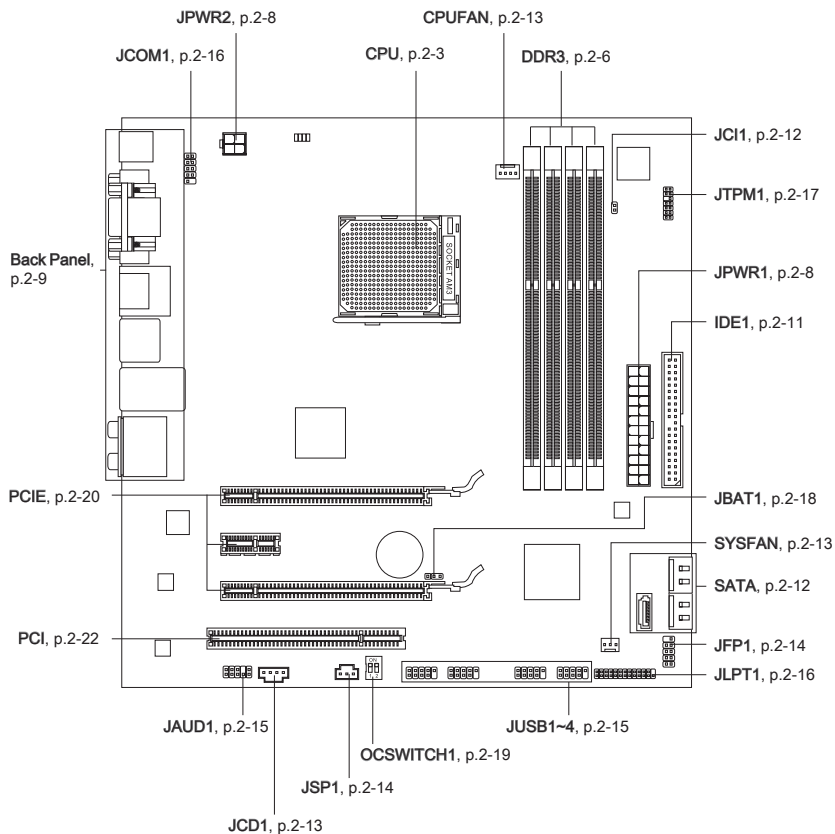 JPWR2, p.2-8
CPUFAN, p.2-13
JCOM1, p.2-16
CPU, p.2-3
DDR3, p.2-6
JCI1, p.2-12
JTPM1, p.2-17
SOCKET AM3
Back Panel,
p.2-9
JPWR1, p.2-8
IDE1, p.2-11
PCIE, p.2-20
JBAT1, p.2-18
SYSFAN, p.2-13
SATA, p.2-12
PCI, p.2-22
JFP1, p.2-14
ON
1 2
JLPT1, p.2-16
JAUD1, p.2-15
JUSB1~4, p.2-15
OCSWITCH1, p.2-19
JSP1, p.2-14
JCD1, p.2-13